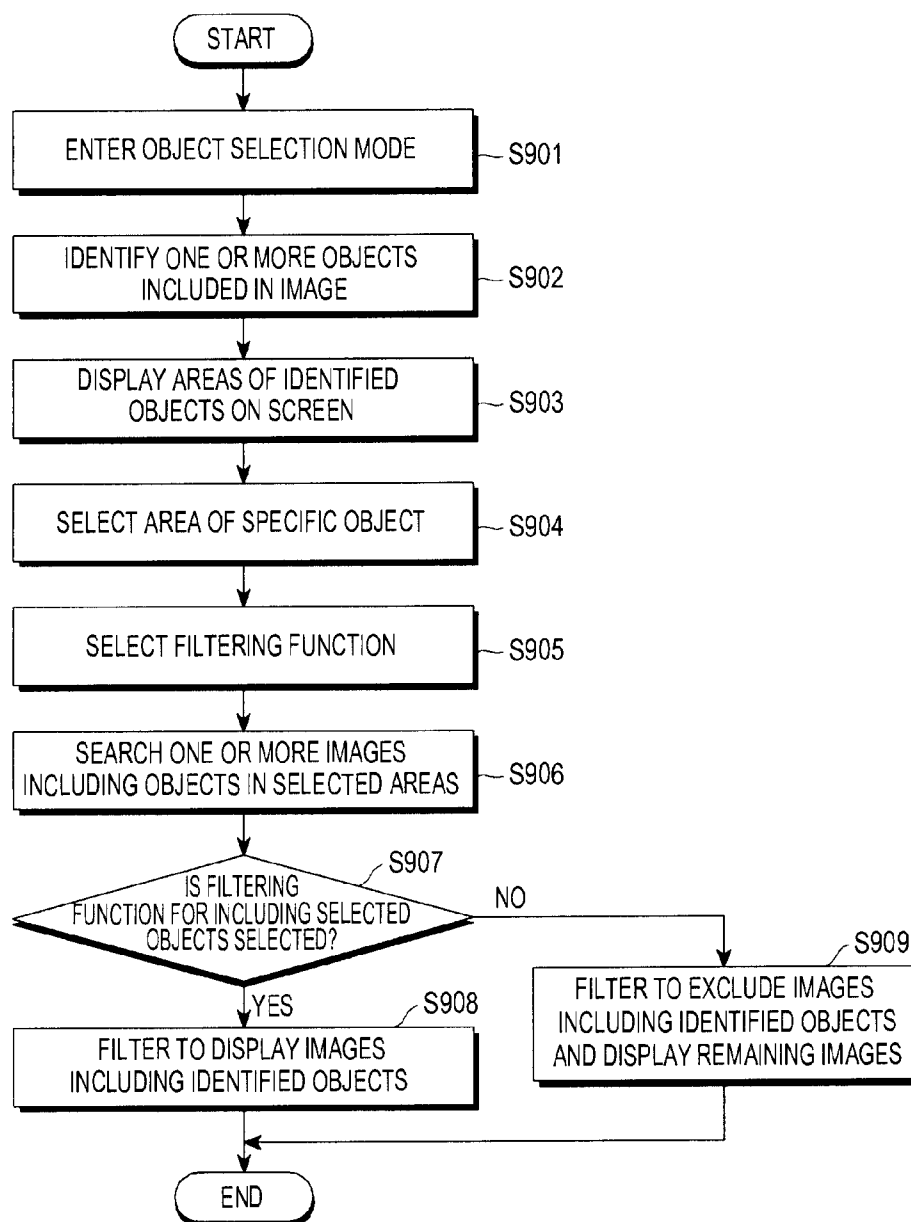 START
ENTER OBJECT SELECTION MODE
S901
IDENTIFY ONE OR MORE OBJECTS
INCLUDED IN IMAGE
S902
DISPLAY AREAS OF IDENTIFIED
OBJECTS ON SCREEN
S903
SELECT AREA OF SPECIFIC OBJECT
S904
SELECT FILTERING FUNCTION
S905
SEARCH ONE OR MORE IMAGES
INCLUDING OBJECTS IN SELECTED AREAS
S906
S907
IS FILTERING
FUNCTION FOR INCLUDING SELECTED
OBJECTS SELECTED?
NO
YES
S908
FILTER TO DISPLAY IMAGES
INCLUDING IDENTIFIED OBJECTS
S909
FILTER TO EXCLUDE IMAGES
INCLUDING IDENTIFIED OBJECTS
AND DISPLAY REMAINING IMAGES
END